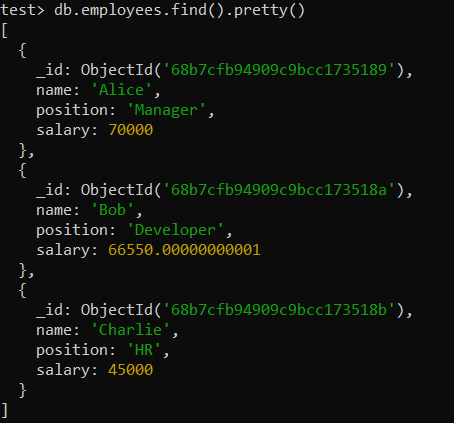 test> db.employees.find().pretty()
[
  {
    _id: ObjectId('68b7cfb94909c9bcc1735189'),
    name: 'Alice',
    position: 'Manager',
    salary: 70000
  },
  {
    _id: ObjectId('68b7cfb94909c9bcc173518a'),
    name: 'Bob',
    position: 'Developer',
    salary: 66550.00000000001
  },
  {
    _id: ObjectId('68b7cfb94909c9bcc173518b'),
    name: 'Charlie',
    position: 'HR',
    salary: 45000
  }
]